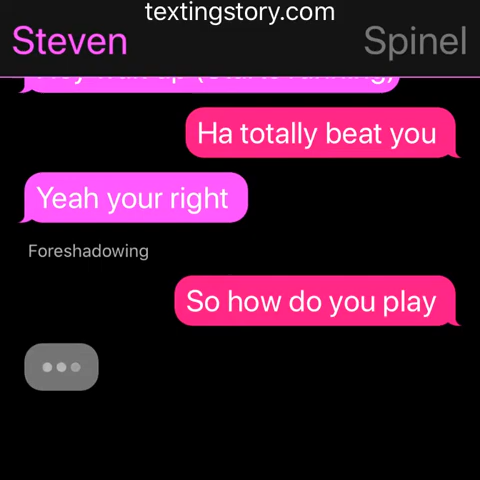 textingstory.com
Steven Spinel
Ha totally beat you
Yeah your right
Foreshadowing
So how do you play